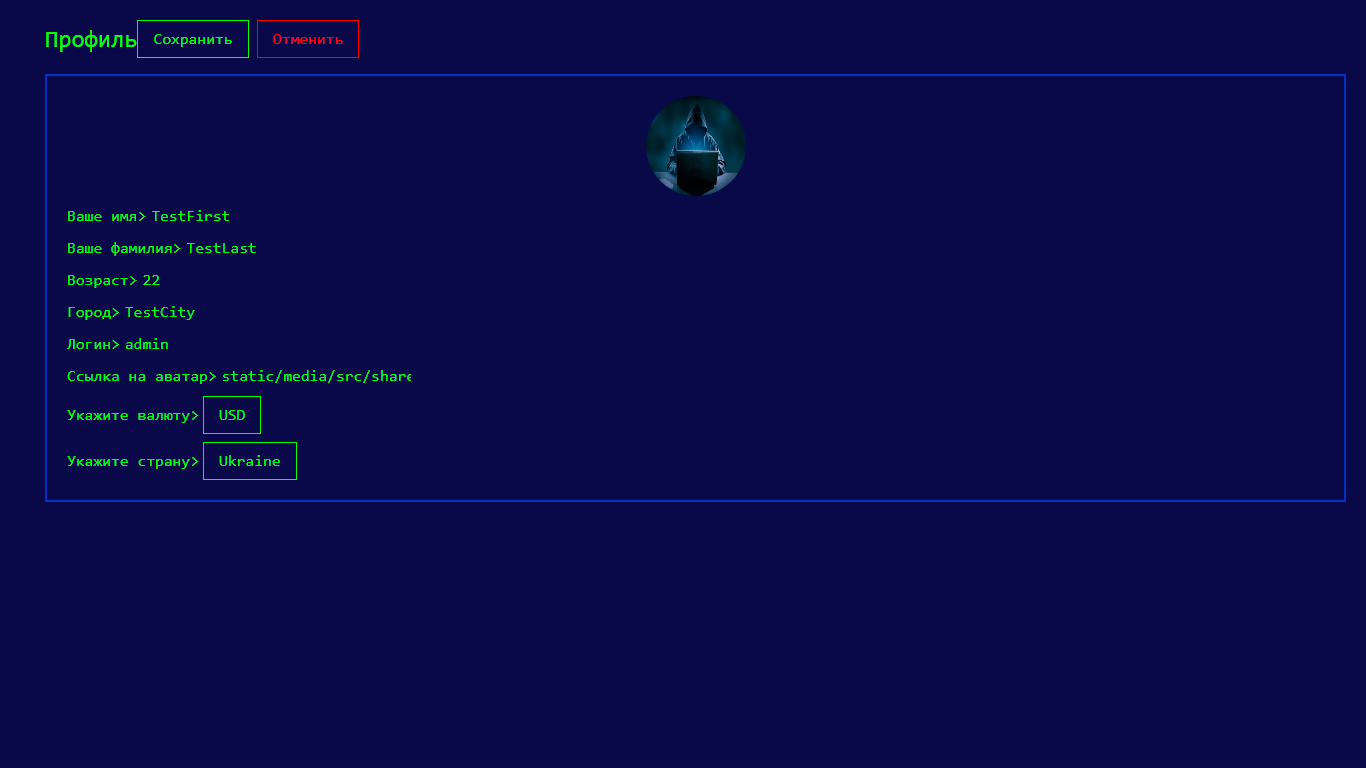 Профиль Сохранить Отменить
Ваше имя> TestFirst
Ваше фамилия> TestLast
Возраст> 22
Город> TestCity
Логин> admin
Ссылка на аватар> static/media/src/share
Укажите валюту> USD
Укажите страну> Ukraine